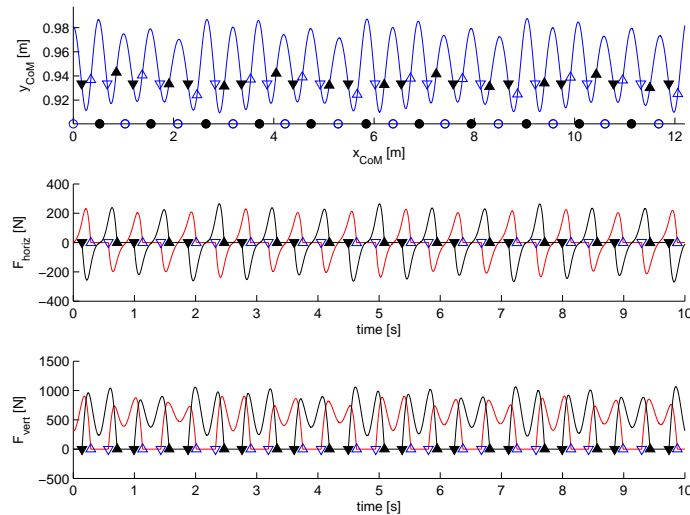 0.98
0.96
0.94
0.92
y_CoM [m]
0 2 4 6 8 10 12
x_CoM [m]
400
200
0
−200
−400
F_horiz [N]
0 1 2 3 4 5 6 7 8 9 10
time [s]
1500
1000
500
0
−500
F_vert [N]
0 1 2 3 4 5 6 7 8 9 10
time [s]